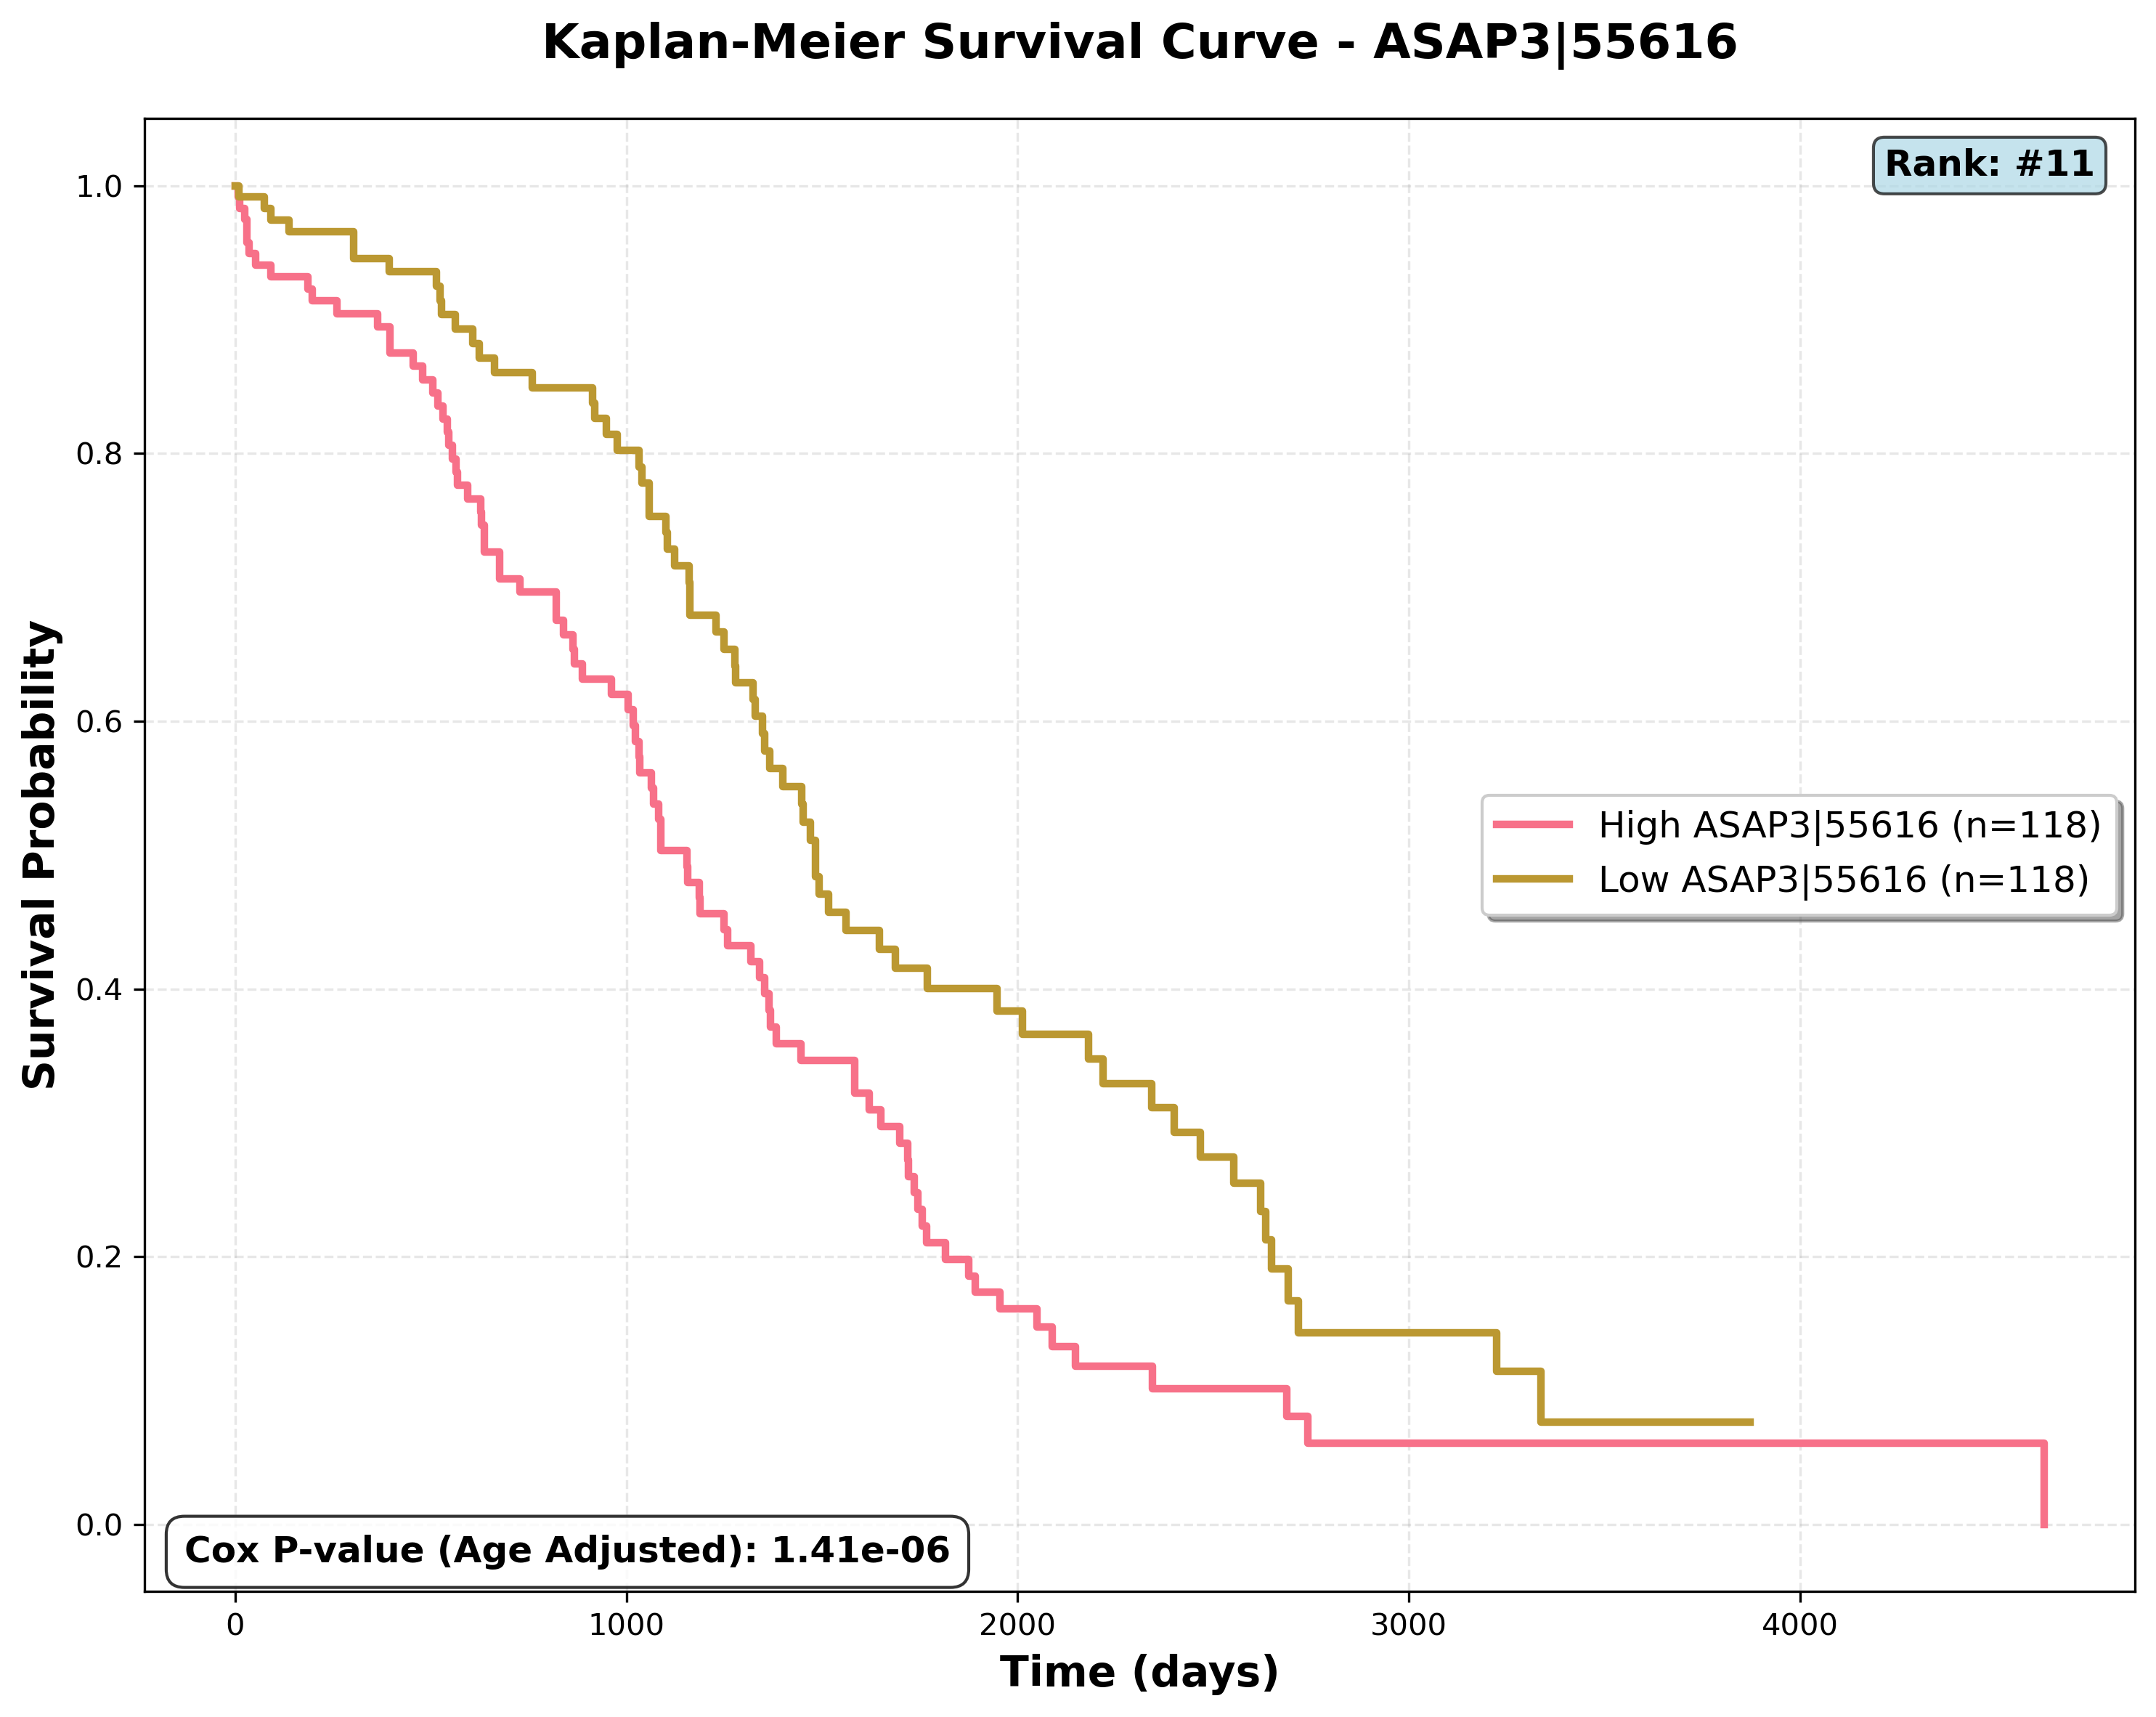 Kaplan-Meier Survival Curve - ASAP3|55616
Rank: #11
1.0
0.8
0.6
0.4
0.2
0.0
Survival Probability
High ASAP3|55616 (n=118)
Low ASAP3|55616 (n=118)
Cox P-value (Age Adjusted): 1.41e-06
0 1000 2000 3000 4000
Time (days)